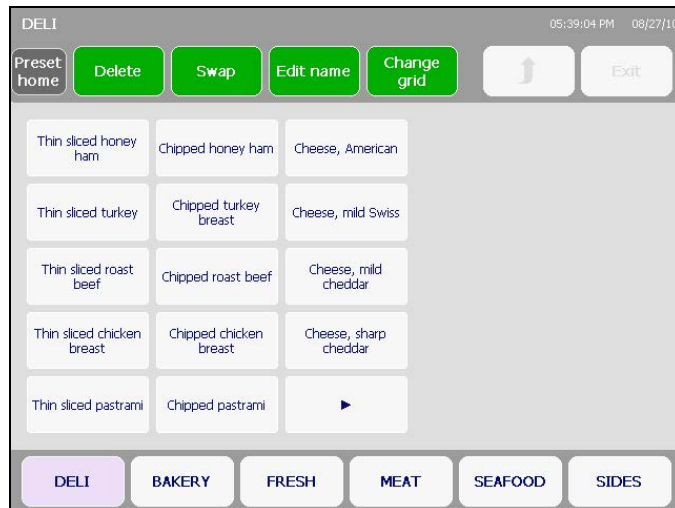 DELI 05:39:04 PM 08/27/10
Preset home Delete Swap Edit name Change grid Exit
Thin sliced honey ham Chipped honey ham Cheese, American
Thin sliced turkey Chipped turkey breast Cheese, mild Swiss
Thin sliced roast beef Chipped roast beef Cheese, mild cheddar
Thin sliced chicken breast Chipped chicken breast Cheese, sharp cheddar
Thin sliced pastrami Chipped pastrami
DELI BAKERY FRESH MEAT SEAFOOD SIDES